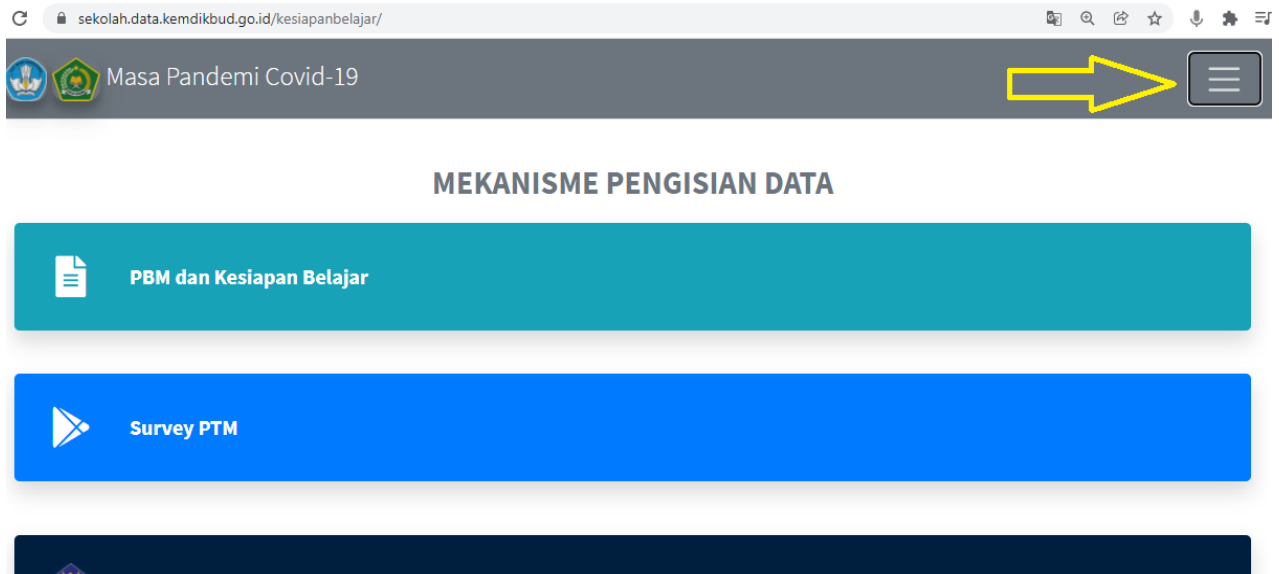 sekolah.data.kemdikbud.go.id/kesiapanbelajar/
Masa Pandemi Covid-19
MEKANISME PENGISIAN DATA
PBM dan Kesiapan Belajar
Survey PTM